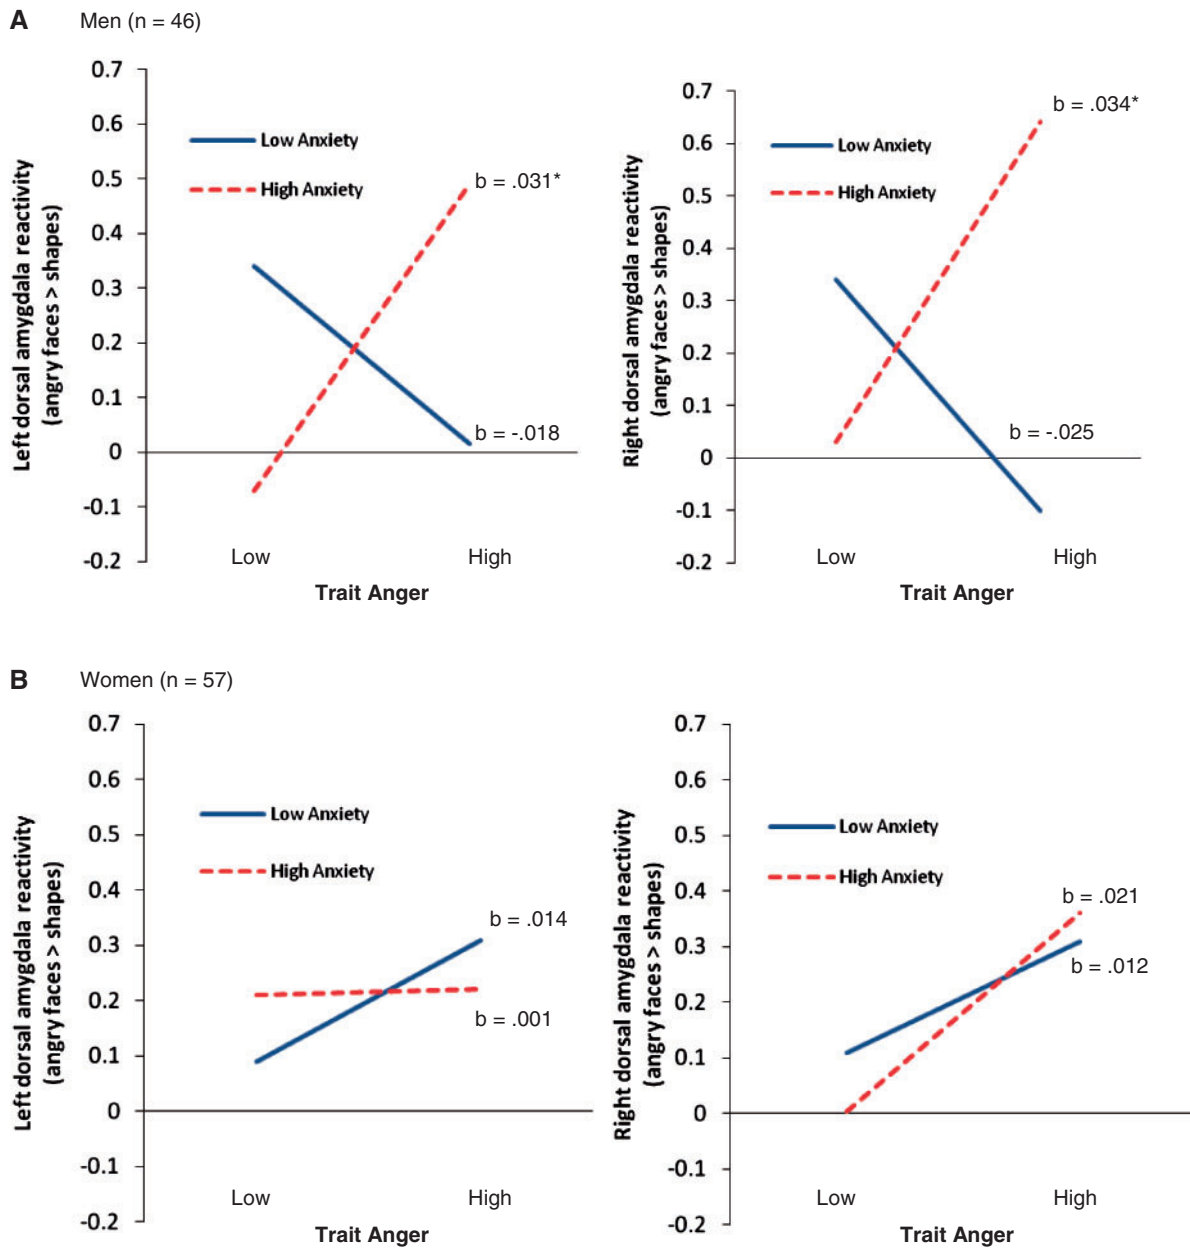 A Men (n = 46)
Left dorsal amygdala reactivity
(angry faces > shapes)
0.7
0.6
0.5
0.4
0.3
0.2
0.1
0
-0.1
-0.2
Low Anxiety
High Anxiety
b = .031*
b = -.018
Low High
Trait Anger
Right dorsal amygdala reactivity
(angry faces > shapes)
0.7
0.6
0.5
0.4
0.3
0.2
0.1
0
-0.1
-0.2
Low Anxiety
High Anxiety
b = .034*
b = -.025
Low High
Trait Anger
B Women (n = 57)
Left dorsal amygdala reactivity
(angry faces > shapes)
0.7
0.6
0.5
0.4
0.3
0.2
0.1
0
-0.1
-0.2
Low Anxiety
High Anxiety
b = .014
b = .001
Low High
Trait Anger
Right dorsal amygdala reactivity
(angry faces > shapes)
0.7
0.6
0.5
0.4
0.3
0.2
0.1
0
-0.1
-0.2
Low Anxiety
High Anxiety
b = .021
b = .012
Low High
Trait Anger